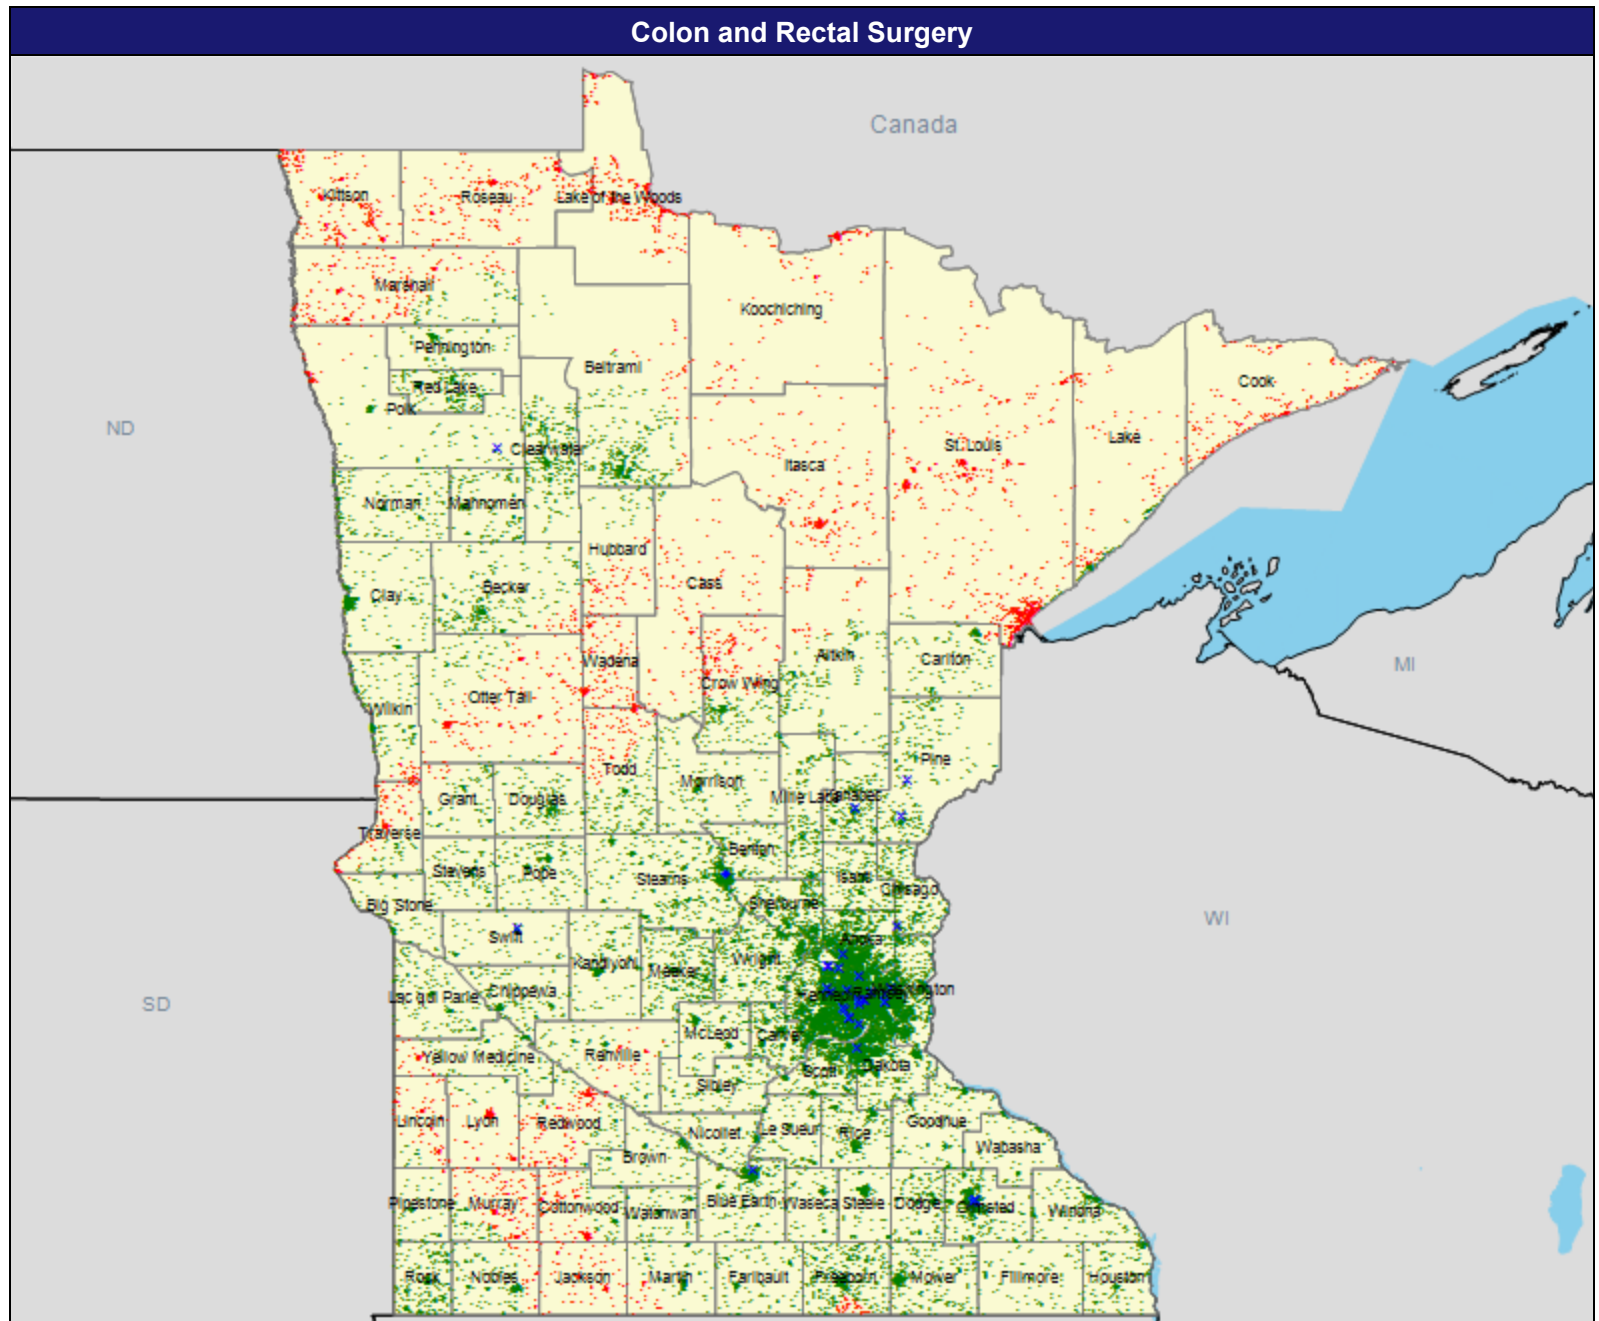 Colon and Rectal Surgery
Canada
Kittson
Roseau
Lake of the Woods
Marshall
Koochiching
Pennington
Beltrami
Red Lake
Cook
Polk
ND
Lake
St. Louis
Clearwater
Itasca
Norman
Mahnomen
Hubbard
Cass
Becker
Clay
Aitkin
Carlton
Wadena
MI
Crow Wing
Otter Tail
Wilkin
Pine
Todd
Morrison
Mille Lacs
Kanabec
Grant
Douglas
Traverse
Benton
Stevens
Pope
Stearns
Isanti
Chisago
Big Stone
Sherburne
WI
Swift
Anoka
Wright
Kandiyohi
Meeker
Lac qui Parle
Chippewa
Hennepin
Ramsey
Washington
SD
McLeod
Carver
Yellow Medicine
Renville
Scott
Dakota
Sibley
Lincoln
Lyon
Redwood
Nicollet
Le Sueur
Rice
Goodhue
Wabasha
Brown
Pipestone
Murray
Cottonwood
Watonwan
Blue Earth
Waseca
Steele
Dodge
Olmsted
Winona
Rock
Nobles
Jackson
Martin
Faribault
Freeborn
Mower
Fillmore
Houston